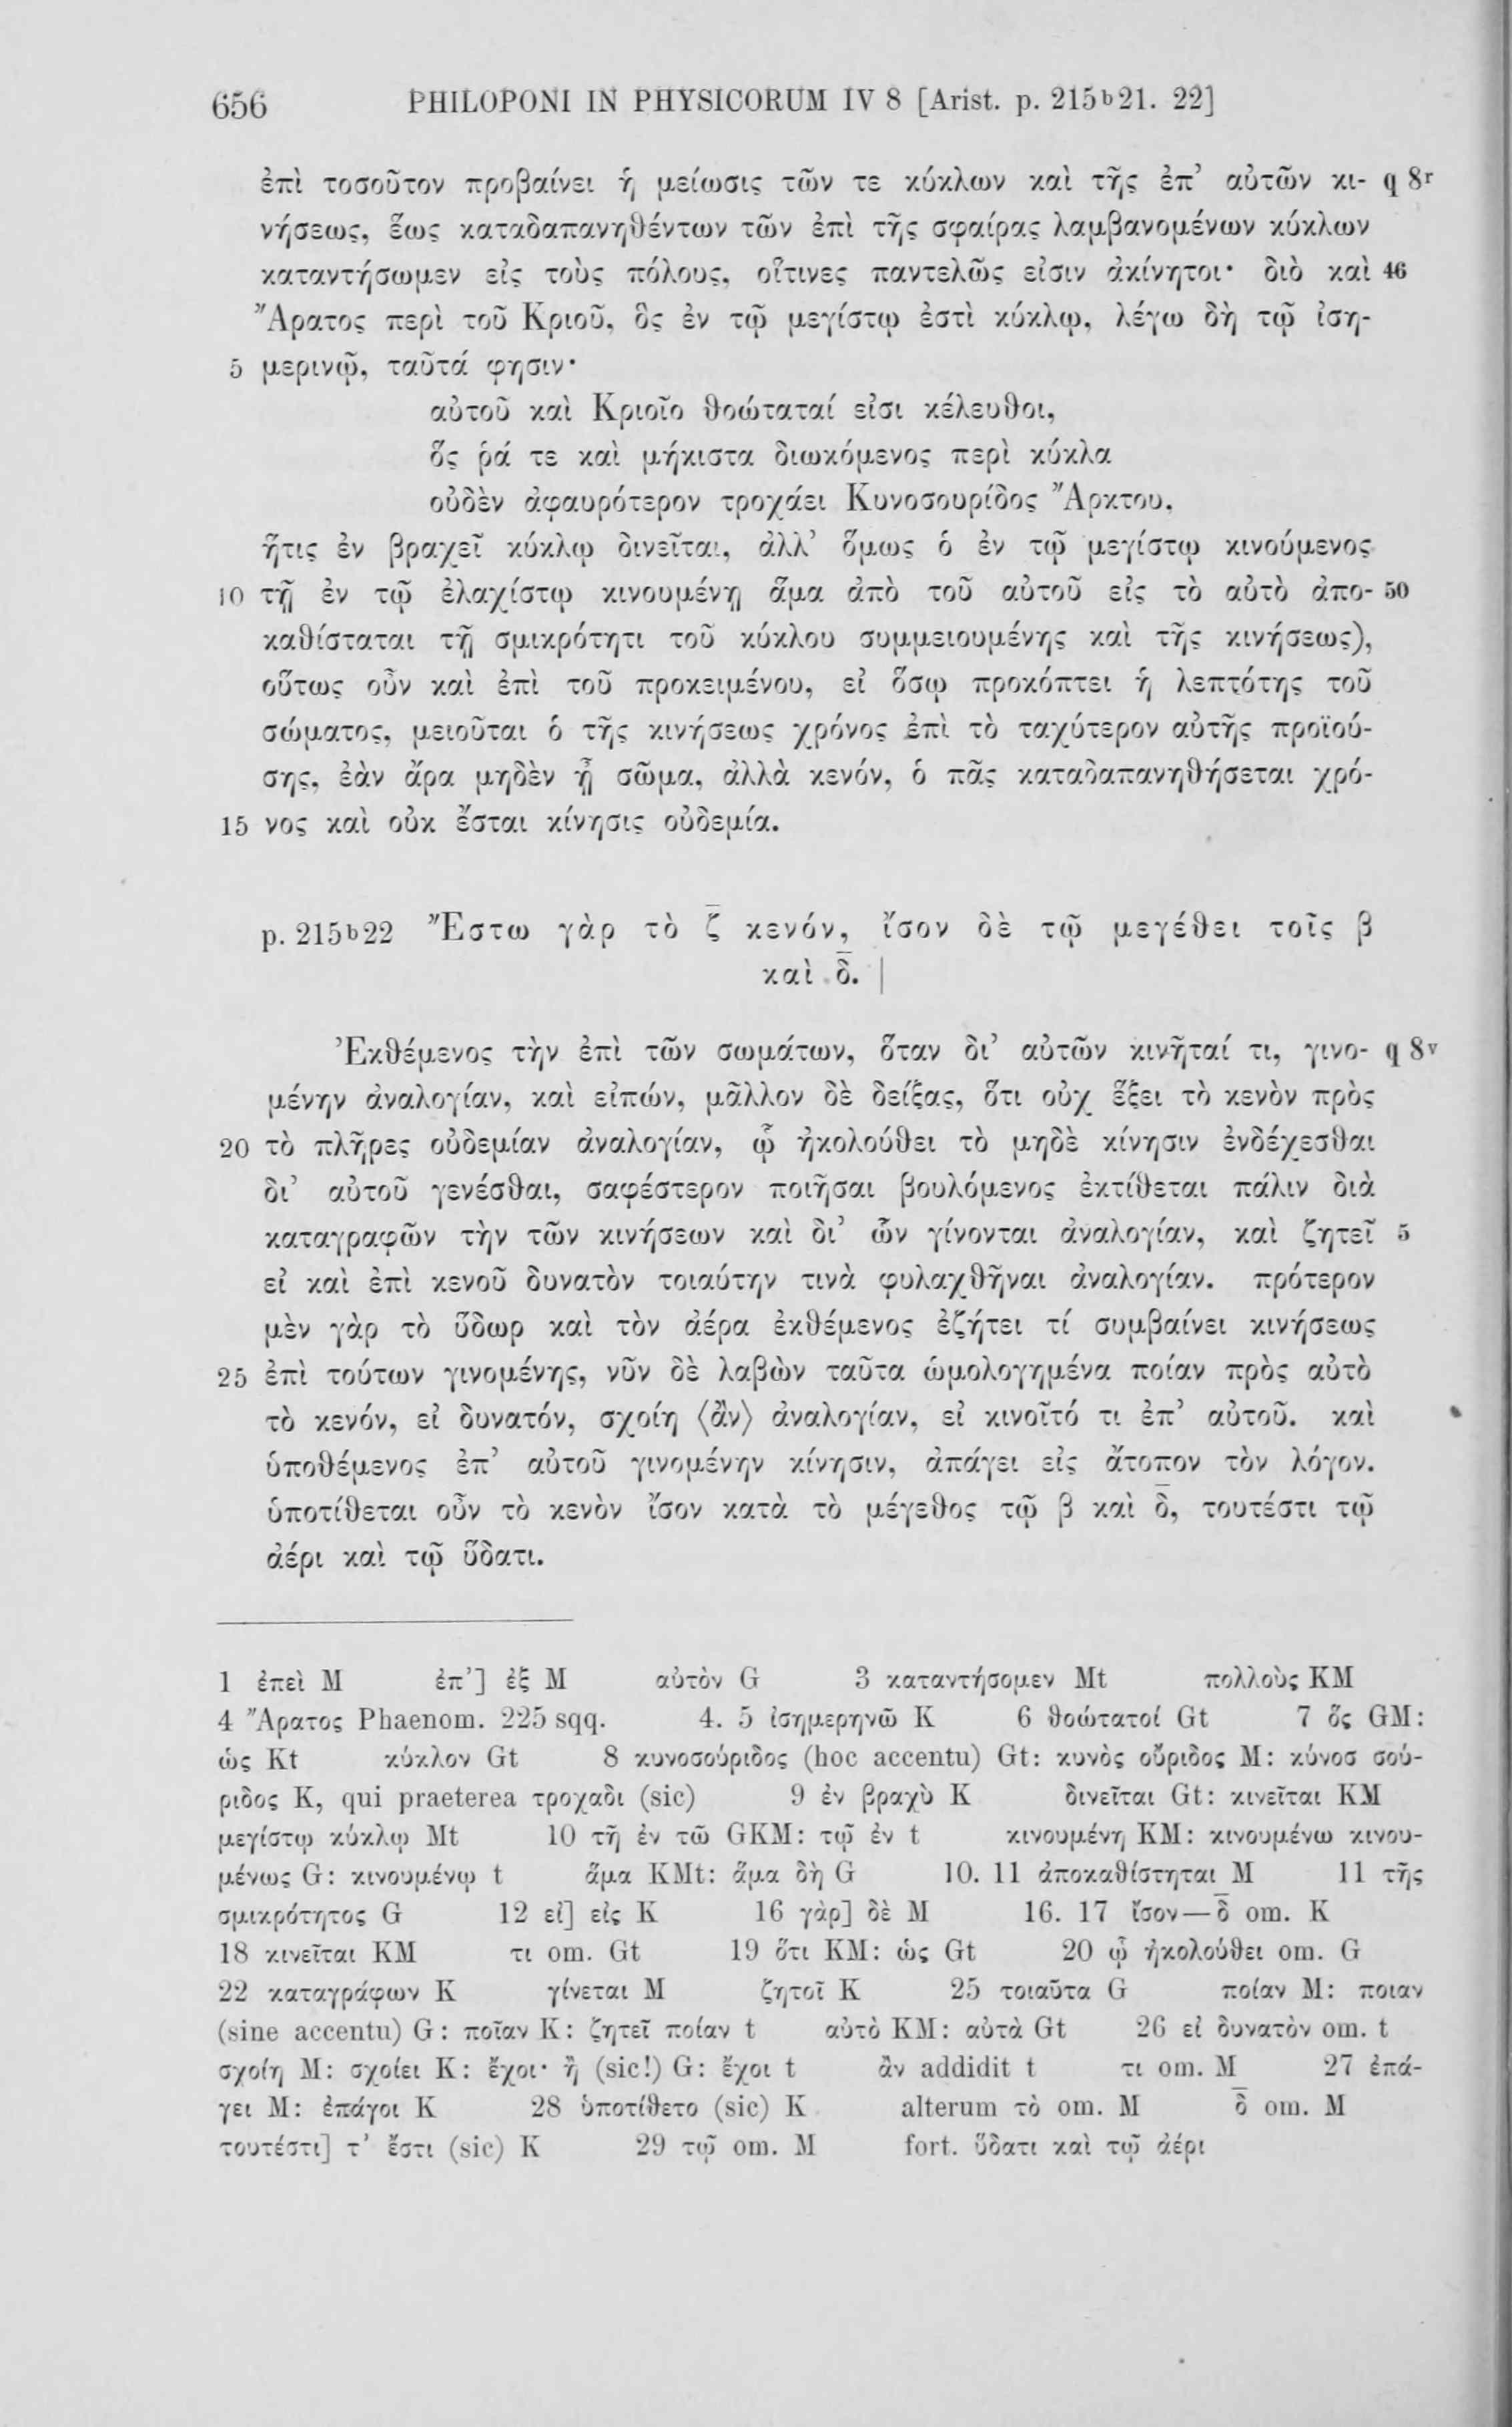 656 PHILOPONI IN PHYSICORUM IV 8 [Arist. p. 215ᵇ21. 22]
ἐπὶ τοσοῦτον προβαίνει ἡ μείωσις τῶν τε κύκλων καὶ τῆς ἐπ’ αὐτῶν κι- q 8ʳ
νήσεως, ἕως καταδαπανηθέντων τῶν ἐπὶ τῆς σφαίρας λαμβανομένων κύκλων
καταντήσωμεν εἰς τοὺς πόλους, οἵτινες παντελῶς εἰσιν ἀκίνητοι· διὸ καὶ 46
Ἄρατος περὶ τοῦ Κριοῦ, ὃς ἐν τῷ μεγίστῳ ἐστὶ κύκλῳ, λέγω δὴ τῷ ἰση-
5 μερινῷ, ταῦτά φησιν·
αὐτοῦ καὶ Κριοῖο θοώταταί εἰσι κέλευθοι,
ὅς ῥά τε καὶ μήκιστα διωκόμενος περὶ κύκλα
οὐδὲν ἀφαυρότερον τροχάει Κυνοσουρίδος Ἄρκτου,
ἥτις ἐν βραχεῖ κύκλῳ δινεῖται, ἀλλ’ ὅμως ὁ ἐν τῷ μεγίστῳ κινούμενος
10 τῇ ἐν τῷ ἐλαχίστῳ κινουμένῃ ἅμα ἀπὸ τοῦ αὐτοῦ εἰς τὸ αὐτὸ ἀπο- 50
καθίσταται τῇ σμικρότητι τοῦ κύκλου συμμειουμένης καὶ τῆς κινήσεως),
οὕτως οὖν καὶ ἐπὶ τοῦ προκειμένου, εἰ ὅσῳ προκόπτει ἡ λεπτότης τοῦ
σώματος, μειοῦται ὁ τῆς κινήσεως χρόνος ἐπὶ τὸ ταχύτερον αὐτῆς προϊού-
σης, ἐὰν ἄρα μηδὲν ᾖ σῶμα, ἀλλὰ κενόν, ὁ πᾶς καταδαπανηθήσεται χρό-
15 νος καὶ οὐκ ἔσται κίνησις οὐδεμία.
p. 215ᵇ22 Ἔστω γὰρ τὸ ζ̅ κενόν, ἴσον δὲ τῷ μεγέθει τοῖς β
καὶ δ̅. |
Ἐκθέμενος τὴν ἐπὶ τῶν σωμάτων, ὅταν δι’ αὐτῶν κινῆταί τι, γινο- q 8ᵛ
μένην ἀναλογίαν, καὶ εἰπών, μᾶλλον δὲ δείξας, ὅτι οὐχ ἕξει τὸ κενὸν πρὸς
20 τὸ πλῆρες οὐδεμίαν ἀναλογίαν, ᾧ ἠκολούθει τὸ μηδὲ κίνησιν ἐνδέχεσθαι
δι’ αὐτοῦ γενέσθαι, σαφέστερον ποιῆσαι βουλόμενος ἐκτίθεται πάλιν διὰ
καταγραφῶν τὴν τῶν κινήσεων καὶ δι’ ὧν γίνονται ἀναλογίαν, καὶ ζητεῖ 5
εἰ καὶ ἐπὶ κενοῦ δυνατὸν τοιαύτην τινὰ φυλαχθῆναι ἀναλογίαν. πρότερον
μὲν γὰρ τὸ ὕδωρ καὶ τὸν ἀέρα ἐκθέμενος ἐζήτει τί συμβαίνει κινήσεως
25 ἐπὶ τούτων γινομένης, νῦν δὲ λαβὼν ταῦτα ὡμολογημένα ποίαν πρὸς αὐτὸ
τὸ κενόν, εἰ δυνατόν, σχοίη ⟨ἂν⟩ ἀναλογίαν, εἰ κινοῖτό τι ἐπ’ αὐτοῦ. καὶ
ὑποθέμενος ἐπ’ αὐτοῦ γινομένην κίνησιν, ἀπάγει εἰς ἄτοπον τὸν λόγον.
ὑποτίθεται οὖν τὸ κενὸν ἴσον κατὰ τὸ μέγεθος τῷ β καὶ δ̅, τουτέστι τῷ
ἀέρι καὶ τῷ ὕδατι.
1 ἐπεὶ M ἐπ’] ἐξ M αὐτὸν G 3 καταντήσομεν Mt πολλοὺς KM
4 Ἄρατος Phaenom. 225 sqq. 4. 5 ἰσημερηνῶ K 6 θοώτατοί Gt 7 ὅς GM:
ὡς Kt κύκλον Gt 8 κυνοσούριδος (hoc accentu) Gt: κυνὸς οὔριδος M: κύνοσ σού-
ριδος K, qui praeterea τροχαδι (sic) 9 ἐν βραχὺ K δινεῖται Gt: κινεῖται KM
μεγίστῳ κύκλῳ Mt 10 τῆ ἐν τῶ GKM: τῷ ἐν t κινουμένη KM: κινουμένω κινου-
μένως G: κινουμένῳ t ἅμα KMt: ἅμα δὴ G 10. 11 ἀποκαθίστηται M 11 τῆς
σμικρότητος G 12 εἰ] εἰς K 16 γὰρ] δὲ M 16. 17 ἴσον—δ̅ om. K
18 κινεῖται KM τι om. Gt 19 ὅτι KM: ὡς Gt 20 ᾧ ἠκολούθει om. G
22 καταγράφων K γίνεται M ζητοῖ K 25 τοιαῦτα G ποίαν M: ποιαν
(sine accentu) G: ποῖαν K: ζητεῖ ποίαν t αὐτὸ KM: αὐτὰ Gt 26 εἰ δυνατὸν om. t
σχοίη M: σχοίει K: ἔχοι· ἢ (sic!) G: ἔχοι t ἂν addidit t τι om. M 27 ἐπά-
γει M: ἐπάγοι K 28 ὑποτίθετο (sic) K alterum τὸ om. M δ̅ om. M
τουτέστι] τ’ ἔστι (sic) K 29 τῷ om. M fort. ὕδατι καὶ τῷ ἀέρι